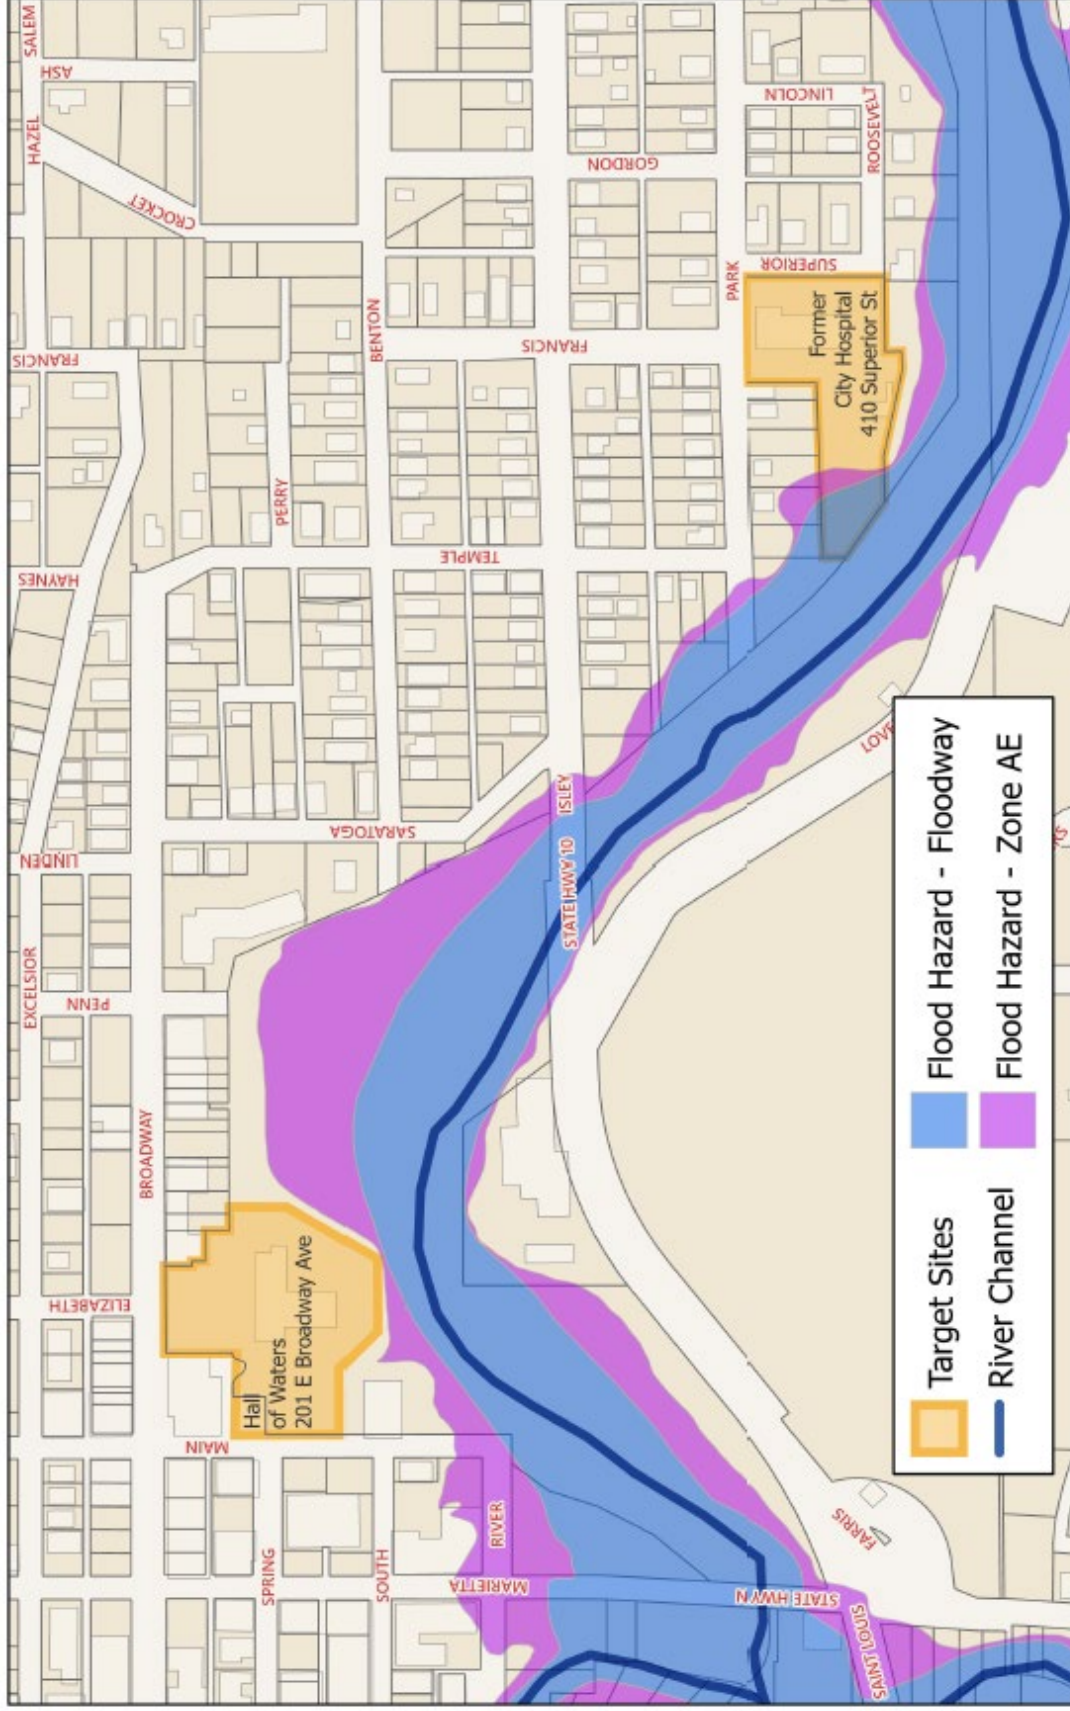 SALEM
ASH
HAZEL
CROCKET
FRANCIS
HAYNES
LINDEN
EXCELSIOR
PENN
BROADWAY
ELIZABETH
MAIN
SPRING
SOUTH
RIVER
MARIETTA
STATE HWY N
SAINT LOUIS
FARRIS
PERRY
BENTON
TEMPLE
SARATOGA
FRANCIS
ISLEY
STATE HWY 10
GORDON
PARK
LINCOLN
ROOSEVELT
SUPERIOR
Former
City Hospital
410 Superior St
Hall
of Waters
201 E Broadway Ave
Target Sites
River Channel
Flood Hazard - Floodway
Flood Hazard - Zone AE